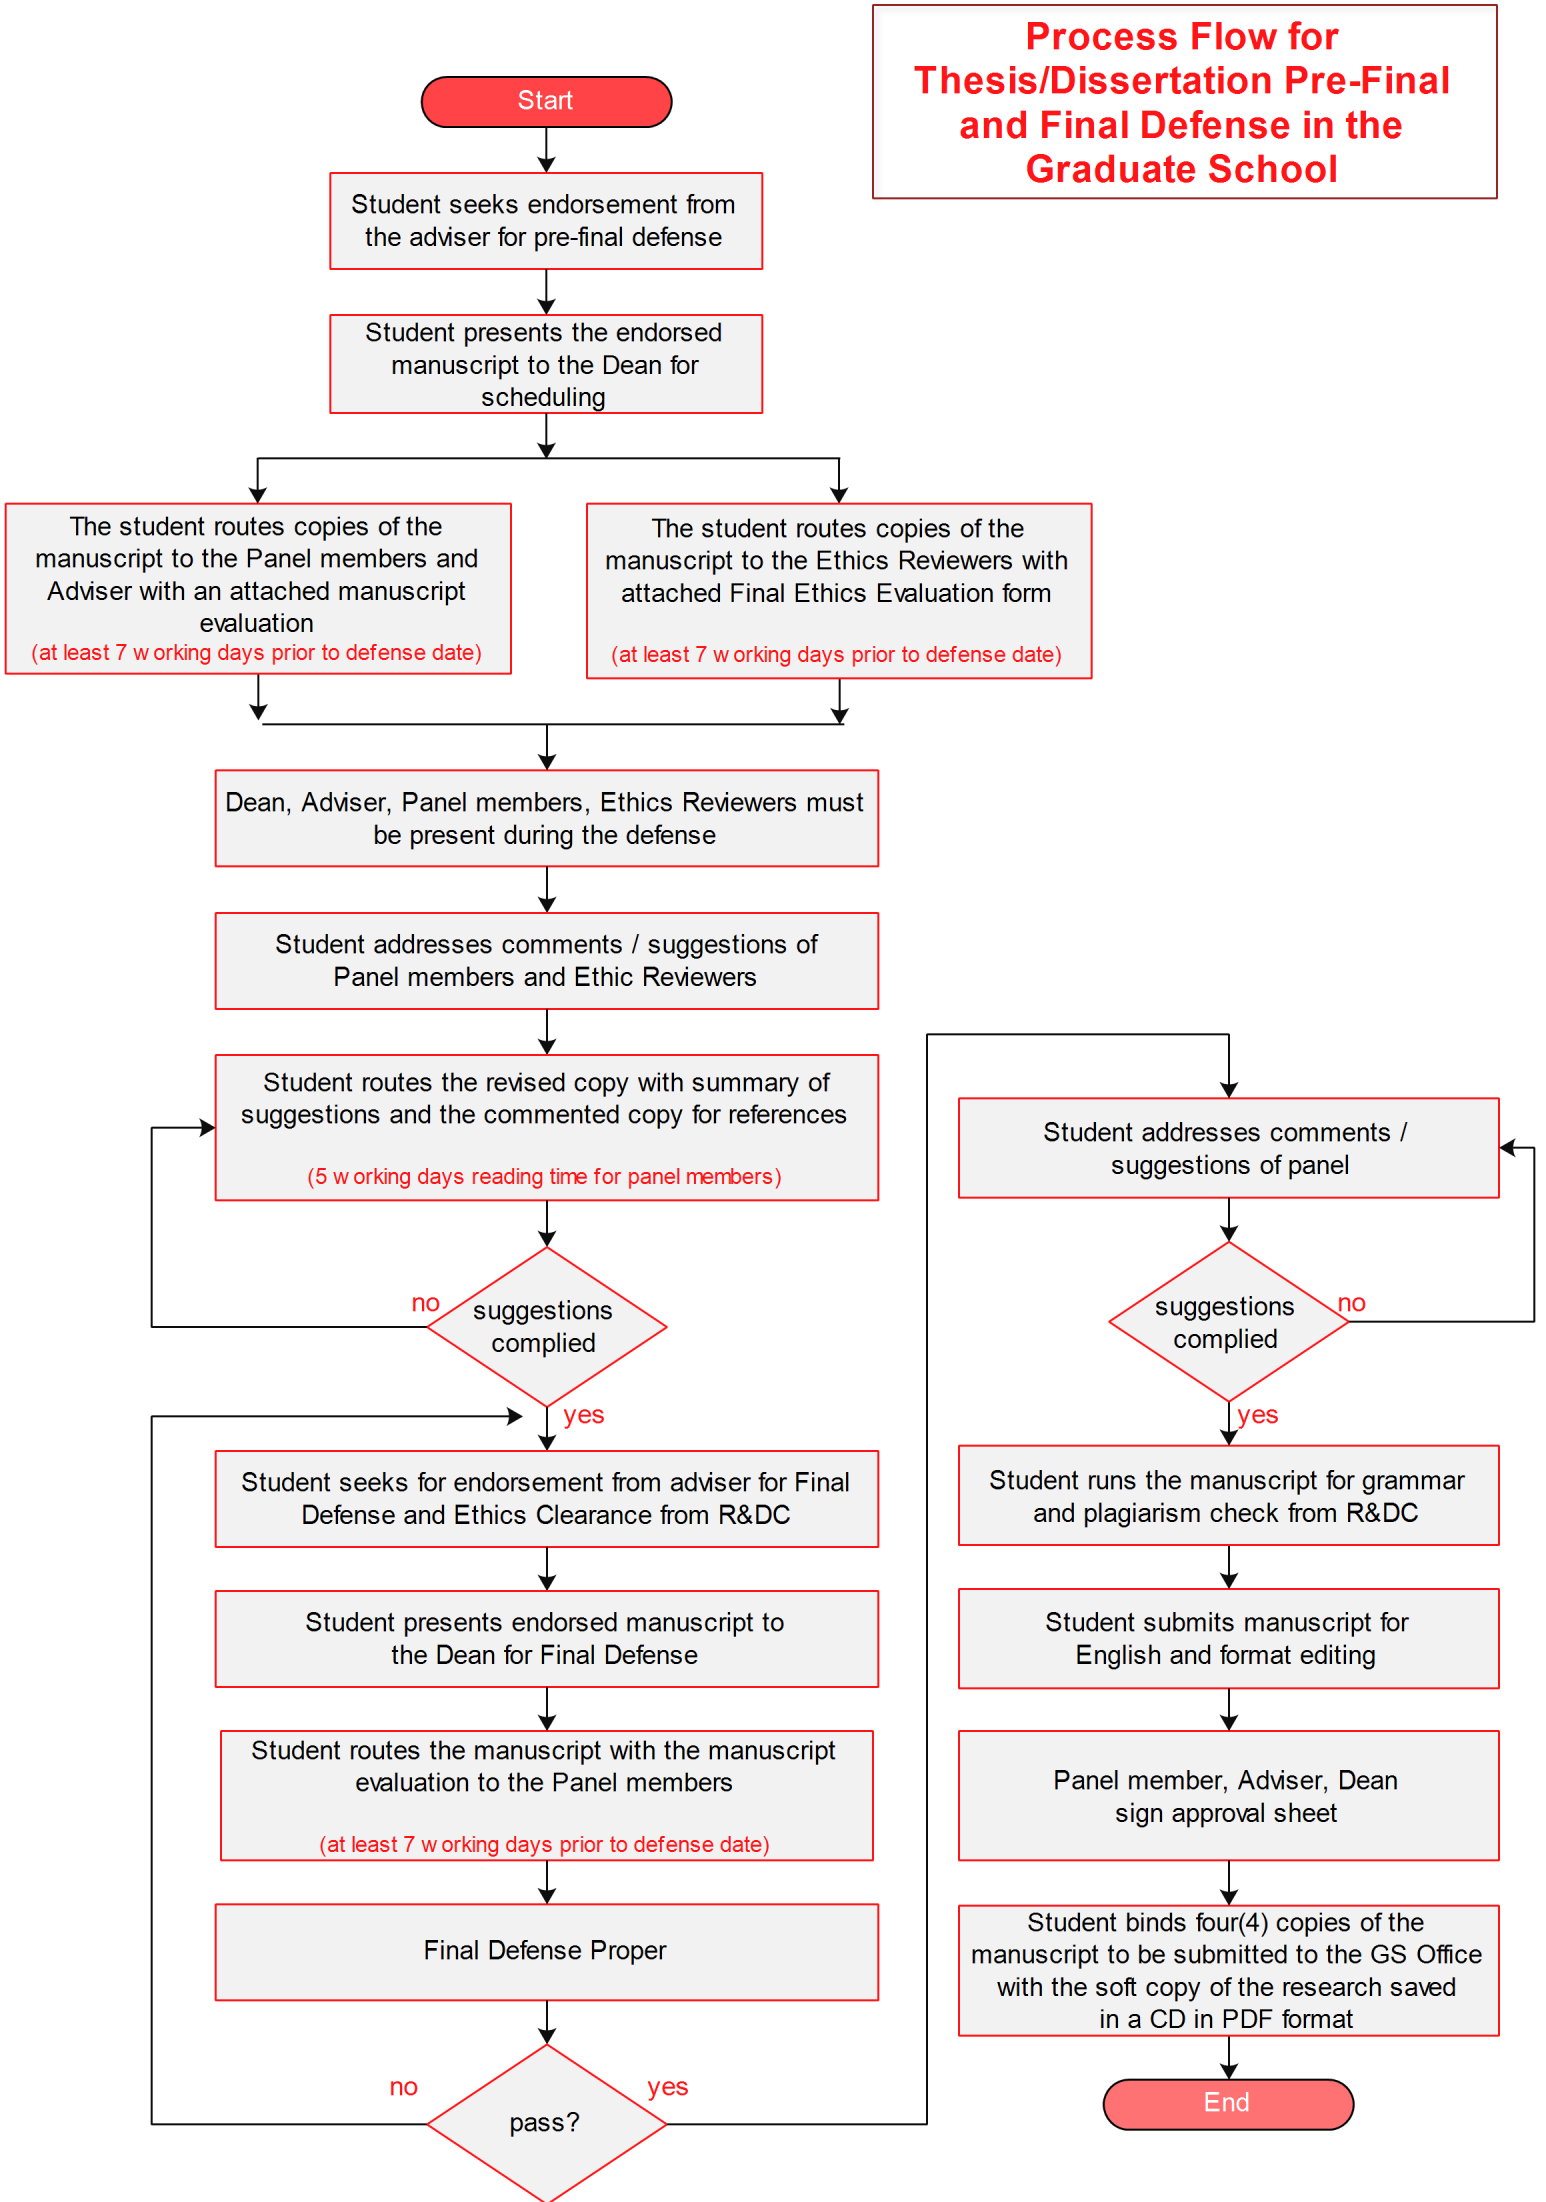 Process Flow for
Thesis/Dissertation Pre-Final
and Final Defense in the
Graduate School
Start
Student seeks endorsement from
the adviser for pre-final defense
Student presents the endorsed
manuscript to the Dean for
scheduling
The student routes copies of the
manuscript to the Panel members and
Adviser with an attached manuscript
evaluation
(at least 7 w orking days prior to defense date)
The student routes copies of the
manuscript to the Ethics Reviewers with
attached Final Ethics Evaluation form
(at least 7 w orking days prior to defense date)
Dean, Adviser, Panel members, Ethics Reviewers must
be present during the defense
Student addresses comments / suggestions of
Panel members and Ethic Reviewers
Student routes the revised copy with summary of
suggestions and the commented copy for references
(5 w orking days reading time for panel members)
suggestions
complied
no
yes
Student seeks for endorsement from adviser for Final
Defense and Ethics Clearance from R&DC
Student presents endorsed manuscript to
the Dean for Final Defense
Student routes the manuscript with the manuscript
evaluation to the Panel members
(at least 7 w orking days prior to defense date)
Final Defense Proper
no
yes
pass?
Student addresses comments /
suggestions of panel
suggestions
complied
no
yes
Student runs the manuscript for grammar
and plagiarism check from R&DC
Student submits manuscript for
English and format editing
Panel member, Adviser, Dean
sign approval sheet
Student binds four(4) copies of the
manuscript to be submitted to the GS Office
with the soft copy of the research saved
in a CD in PDF format
End